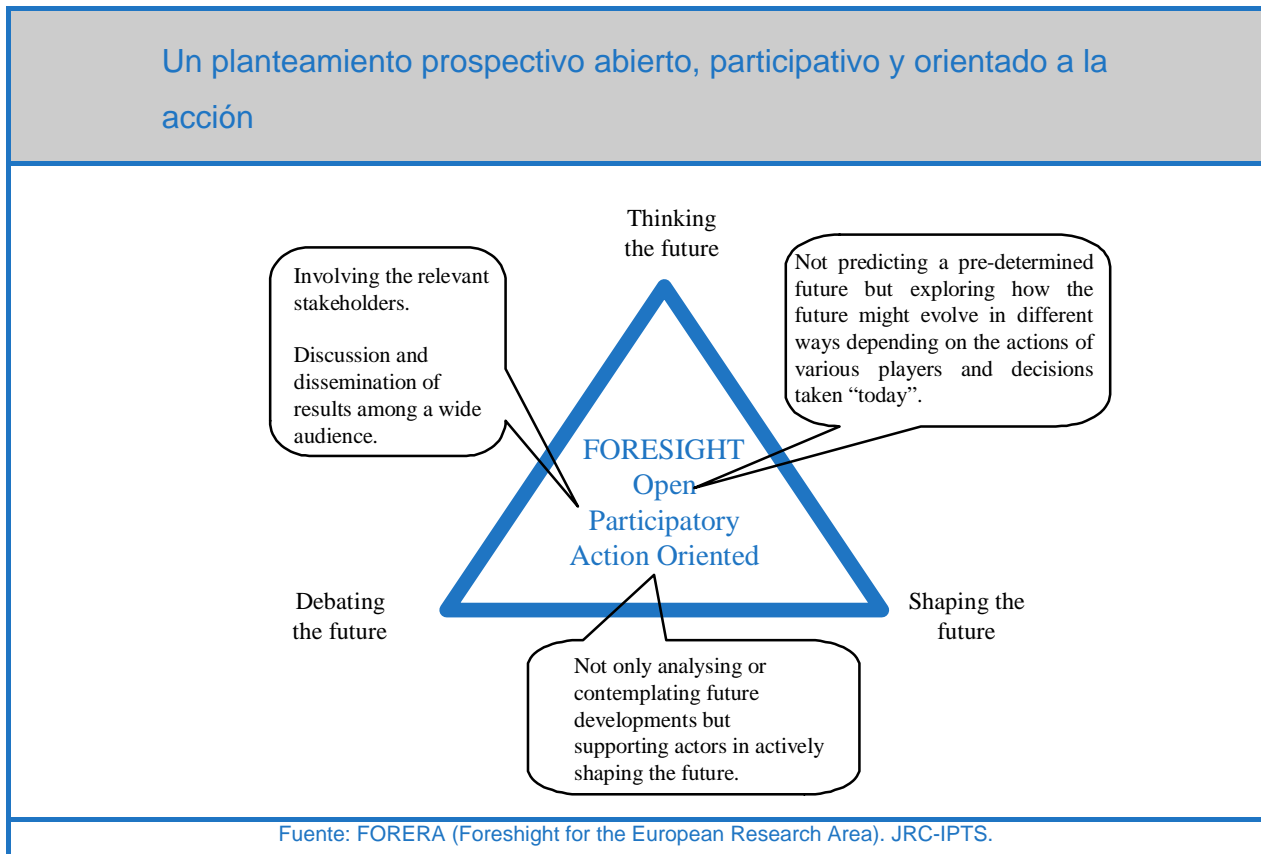 Un planteamiento prospectivo abierto, participativo y orientado a la
acción
Thinking
the future
Involving the relevant
stakeholders.
Discussion and
dissemination of
results among a wide
audience.
Not predicting a pre-determined
future but exploring how the
future might evolve in different
ways depending on the actions of
various players and decisions
taken “today”.
FORESIGHT
Open
Participatory
Action Oriented
Debating
the future
Shaping the
future
Not only analysing or
contemplating future
developments but
supporting actors in actively
shaping the future.
Fuente: FORERA (Foreshight for the European Research Area). JRC-IPTS.